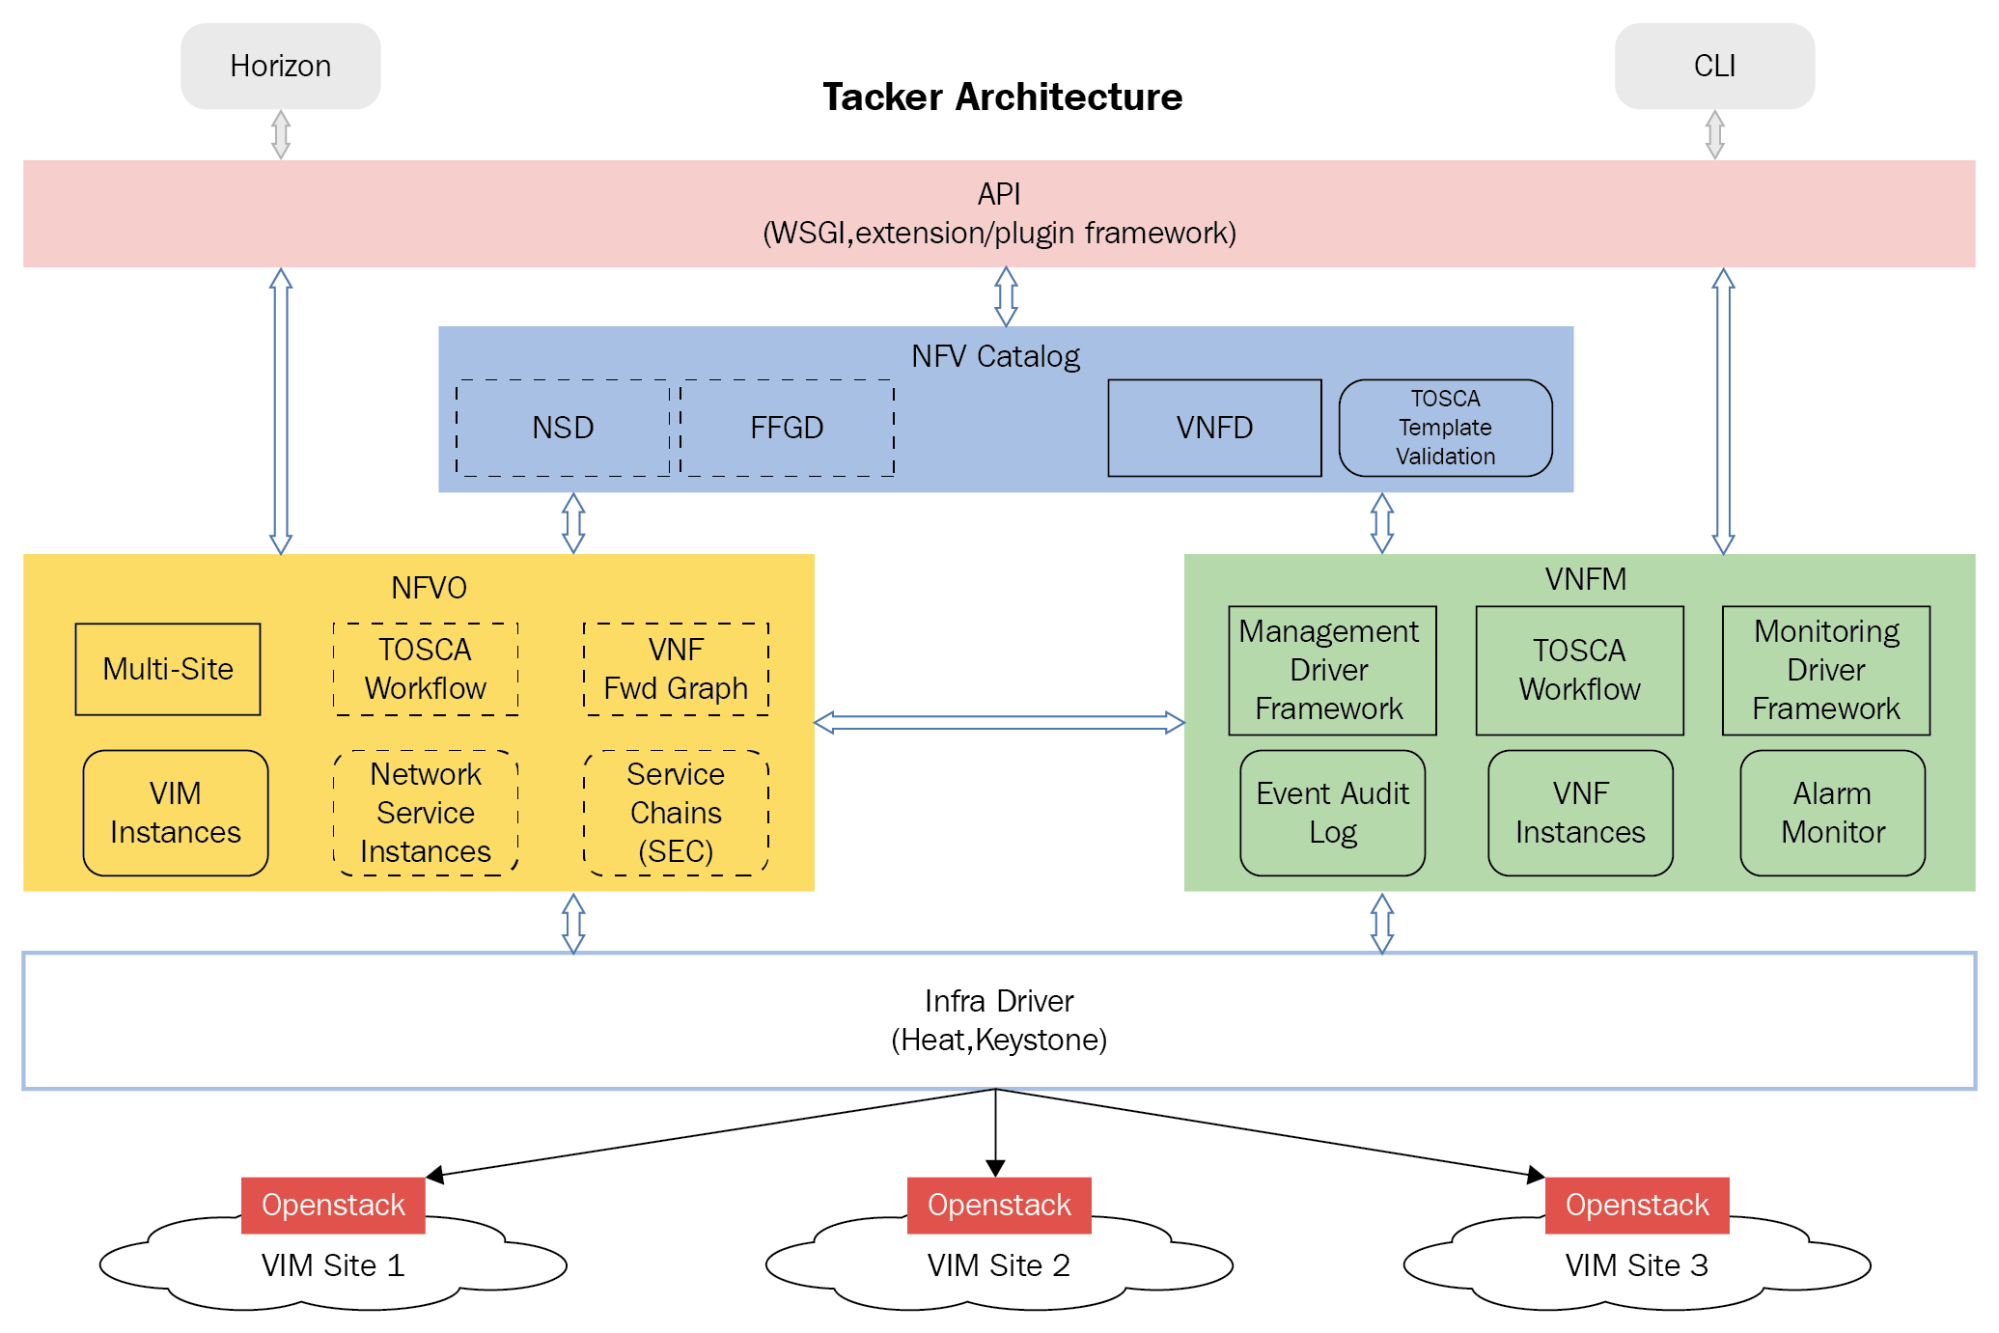 Horizon
CLI
Tacker Architecture
API
(WSGI,extension/plugin framework)
NFV Catalog
NSD
FFGD
VNFD
TOSCA
Template
Validation
NFVO
Multi-Site
TOSCA
Workflow
VNF
Fwd Graph
VIM
Instances
Network
Service
Instances
Service
Chains
(SEC)
VNFM
Management
Driver
Framework
TOSCA
Workflow
Monitoring
Driver
Framework
Event Audit
Log
VNF
Instances
Alarm
Monitor
Infra Driver
(Heat,Keystone)
Openstack
VIM Site 1
Openstack
VIM Site 2
Openstack
VIM Site 3